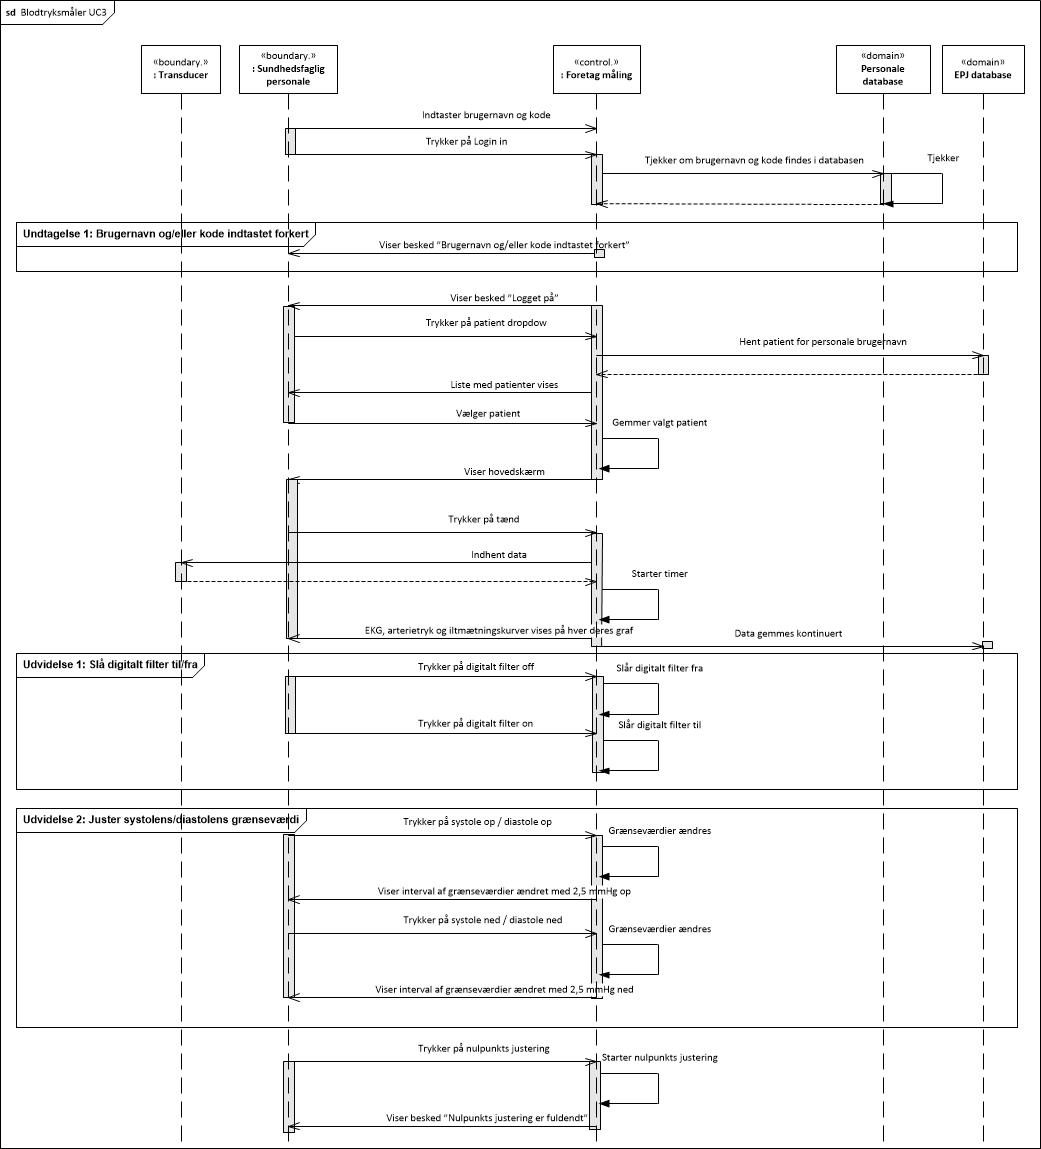 sd Blodtryksmåler UC3
«boundary.»
: Transducer
«boundary.»
: Sundhedsfaglig
personale
«control.»
: Foretag måling
«domain»
Personale
database
«domain»
EPJ database
Indtaster brugernavn og kode
Trykker på Login in
Tjekker om brugernavn og kode findes i databasen
Tjekker
Undtagelse 1: Brugernavn og/eller kode indtastet forkert
Viser besked "Brugernavn og/eller kode indtastet forkert"
Viser besked "Logget på"
Trykker på patient dropdow
Hent patient for personale brugernavn
Liste med patienter vises
Vælger patient
Gemmer valgt patient
Viser hovedskærm
Trykker på tænd
Indhent data
Starter timer
EKG, arterietryk og iltmætningskurver vises på hver deres graf
Data gemmes kontinuert
Udvidelse 1: Slå digitalt filter til/fra
Trykker på digitalt filter off
Slår digitalt filter fra
Trykker på digitalt filter on
Slår digitalt filter til
Udvidelse 2: Juster systolens/diastolens grænseværdi
Trykker på systole op / diastole op
Grænseværdier ændres
Viser interval af grænseværdier ændret med 2,5 mmHg op
Trykker på systole ned / diastole ned
Grænseværdier ændres
Viser interval af grænseværdier ændret med 2,5 mmHg ned
Trykker på nulpunkts justering
Starter nulpunkts justering
Viser besked "Nulpunkts justering er fuldendt"